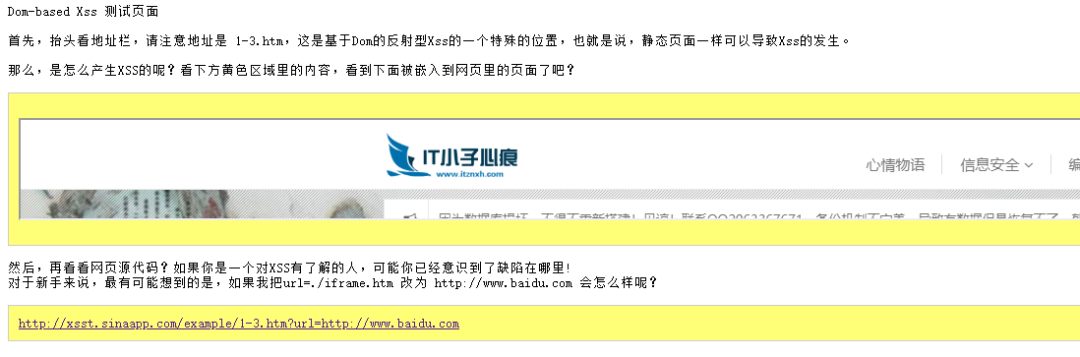 Dom-based Xss 测试页面
首先，抬头看地址栏，请注意地址是 1-3.htm，这是基于Dom的反射型Xss的一个特殊的位置，也就是说，静态页面一样可以导致Xss的发生。
那么，是怎么产生XSS的呢？看下方黄色区域里的内容，看到下面被嵌入到网页里的页面了吧？
IT小子心痕
www.itznxh.com
心情物语 信息安全
然后，再看看网页源代码？如果你是一个对XSS有了解的人，可能你已经意识到了缺陷在哪里！
对于新手来说，最有可能想到的是，如果我把url=./iframe.htm 改为 http://www.baidu.com 会怎么样呢？
http://xsst.sinaapp.com/example/1-3.htm?url=http://www.baidu.com